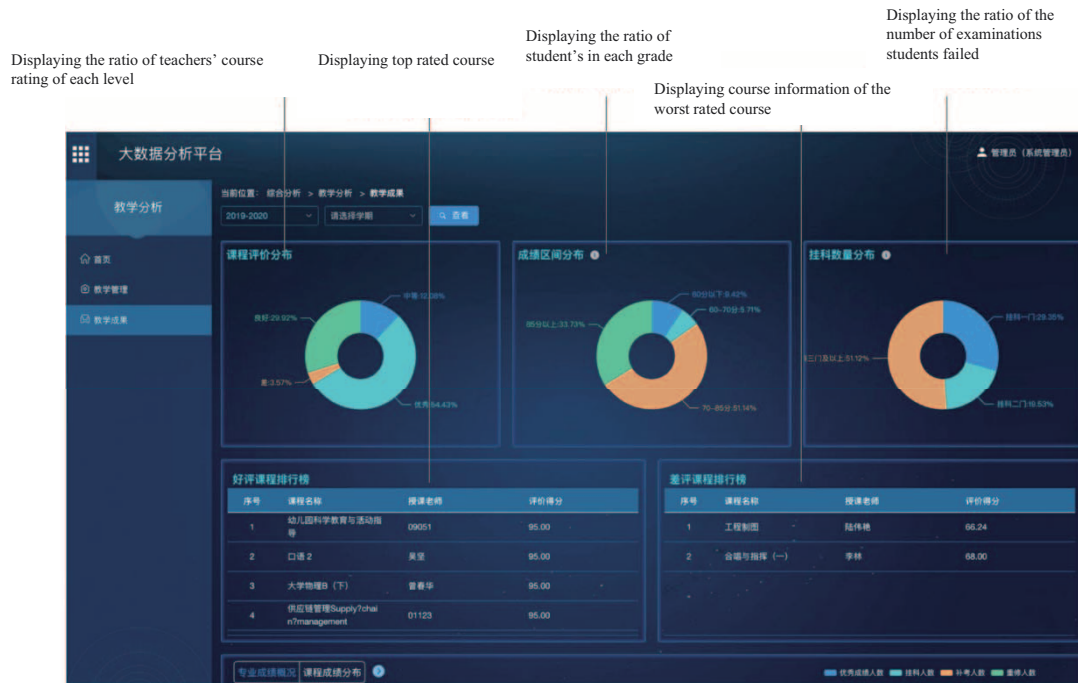 Displaying the ratio of teachers’ course
rating of each level
Displaying top rated course
Displaying the ratio of
student’s in each grade
Displaying course information of the
worst rated course
Displaying the ratio of the
number of examinations
students failed
大数据分析平台
管理员（系统管理员）
教学分析
首页
教学管理
教学成果
当前位置： 综合分析 > 教学分析 > 教学成果
2019-2020
请选择学期
查看
课程评价分布
中等:12.08%
良好:29.92%
差:3.57%
优秀:54.43%
成绩区间分布
60分以下:9.42%
60-70分:5.71%
85分以上:33.73%
70-85分:51.14%
挂科数量分布
挂科一门:29.35%
三门及以上:51.12%
挂科二门:19.53%
好评课程排行榜
序号 课程名称 授课老师 评价得分
1 幼儿园科学教育与活动指
导 09051 95.00
2 口语 2 吴坚 95.00
3 大学物理B（下） 曾春华 95.00
4 供应链管理Supply?chai
n?management 01123 95.00
差评课程排行榜
序号 课程名称 授课老师 评价得分
1 工程制图 陆伟艳 66.24
2 合唱与指挥（一） 李林 68.00
专业成绩概况 课程成绩分布
优秀成绩人数 挂科人数 补考人数 重修人数